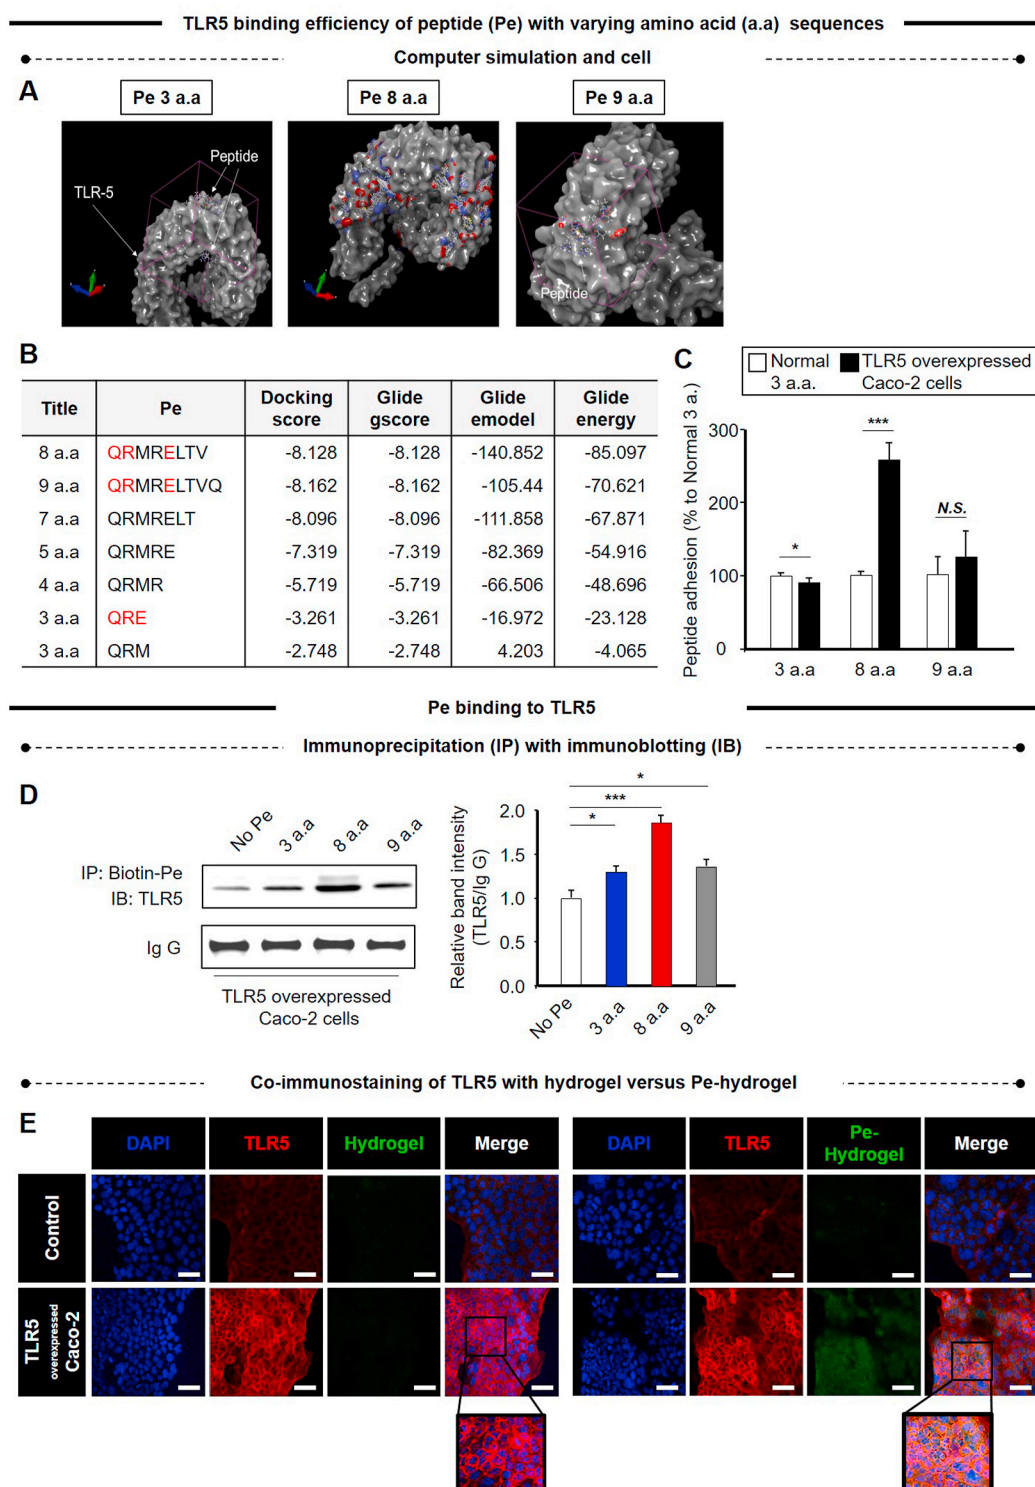 TLR5 binding efficiency of peptide (Pe) with varying amino acid (a.a) sequences
Computer simulation and cell
A
Pe 3 a.a
Pe 8 a.a
Pe 9 a.a
Peptide
TLR-5
Peptide
B
Title Pe Docking score Glide gscore Glide emodel Glide energy
8 a.a QRMRELTV -8.128 -8.128 -140.852 -85.097
9 a.a QRMRELTVQ -8.162 -8.162 -105.44 -70.621
7 a.a QRMRELT -8.096 -8.096 -111.858 -67.871
5 a.a QRMRE -7.319 -7.319 -82.369 -54.916
4 a.a QRMR -5.719 -5.719 -66.506 -48.696
3 a.a QRE -3.261 -3.261 -16.972 -23.128
3 a.a QRM -2.748 -2.748 4.203 -4.065
C
Normal 3 a.a.
TLR5 overexpressed Caco-2 cells
Peptide adhesion (% to Normal 3 a.)
300
200
100
0
*
***
N.S.
3 a.a 8 a.a 9 a.a
Pe binding to TLR5
Immunoprecipitation (IP) with immunoblotting (IB)
D
No Pe 3 a.a 8 a.a 9 a.a
IP: Biotin-Pe
IB: TLR5
Ig G
TLR5 overexpressed
Caco-2 cells
Relative band intensity
(TLR5/Ig G)
2.0
1.5
1.0
0.5
0.0
*
***
*
No Pe 3 a.a 8 a.a 9 a.a
Co-immunostaining of TLR5 with hydrogel versus Pe-hydrogel
E
DAPI TLR5 Hydrogel Merge DAPI TLR5 Pe-Hydrogel Merge
Control
TLR5
overexpressed
Caco-2